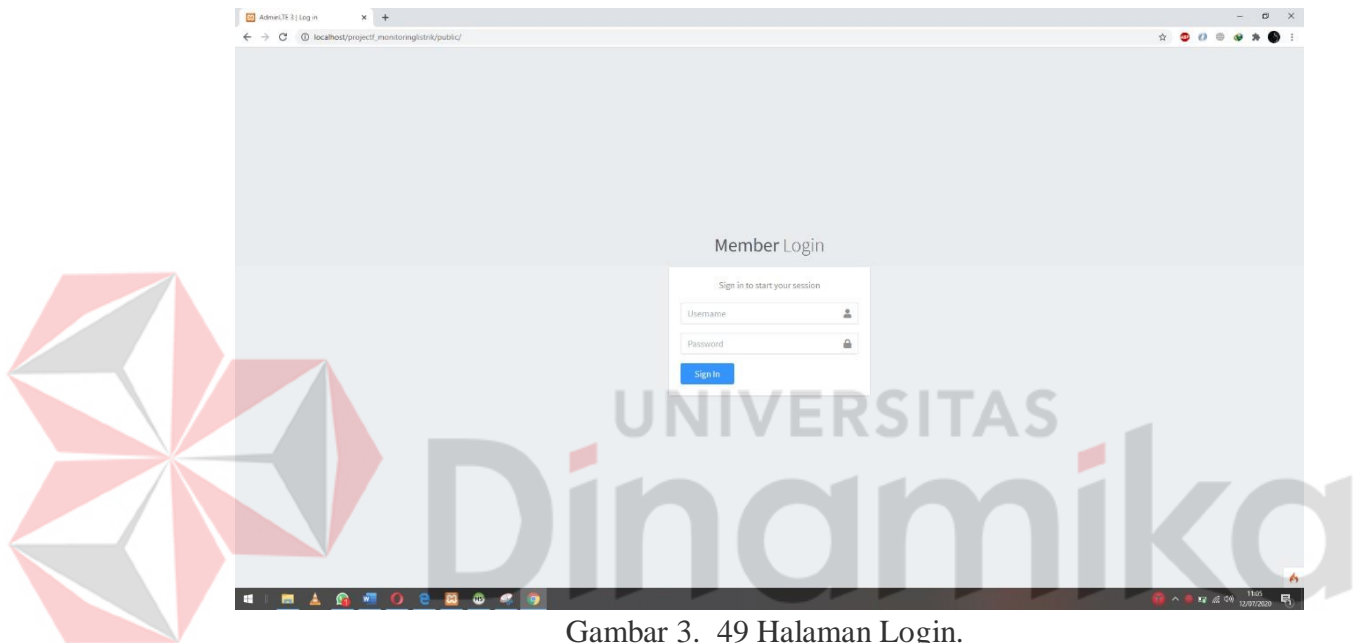 AdminLTE 3 | Log in
localhost/projectf_monitoringlistrik/public/
Member Login
Sign in to start your session
Username
Password
Sign In
UNIVERSITAS
Dinamika
11:05
12/07/2020
Gambar 3. 49 Halaman Login.